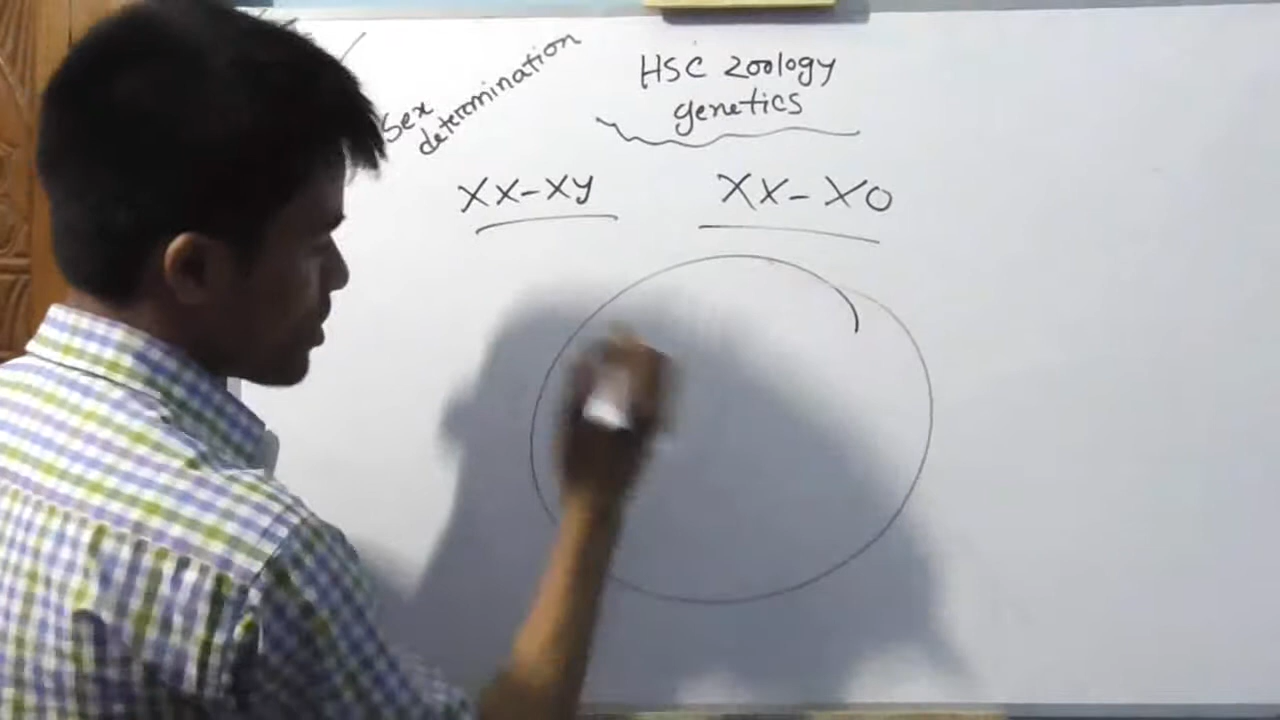 HSC Zoology
genetics
Sex
determination
XX-XY
XX-XO